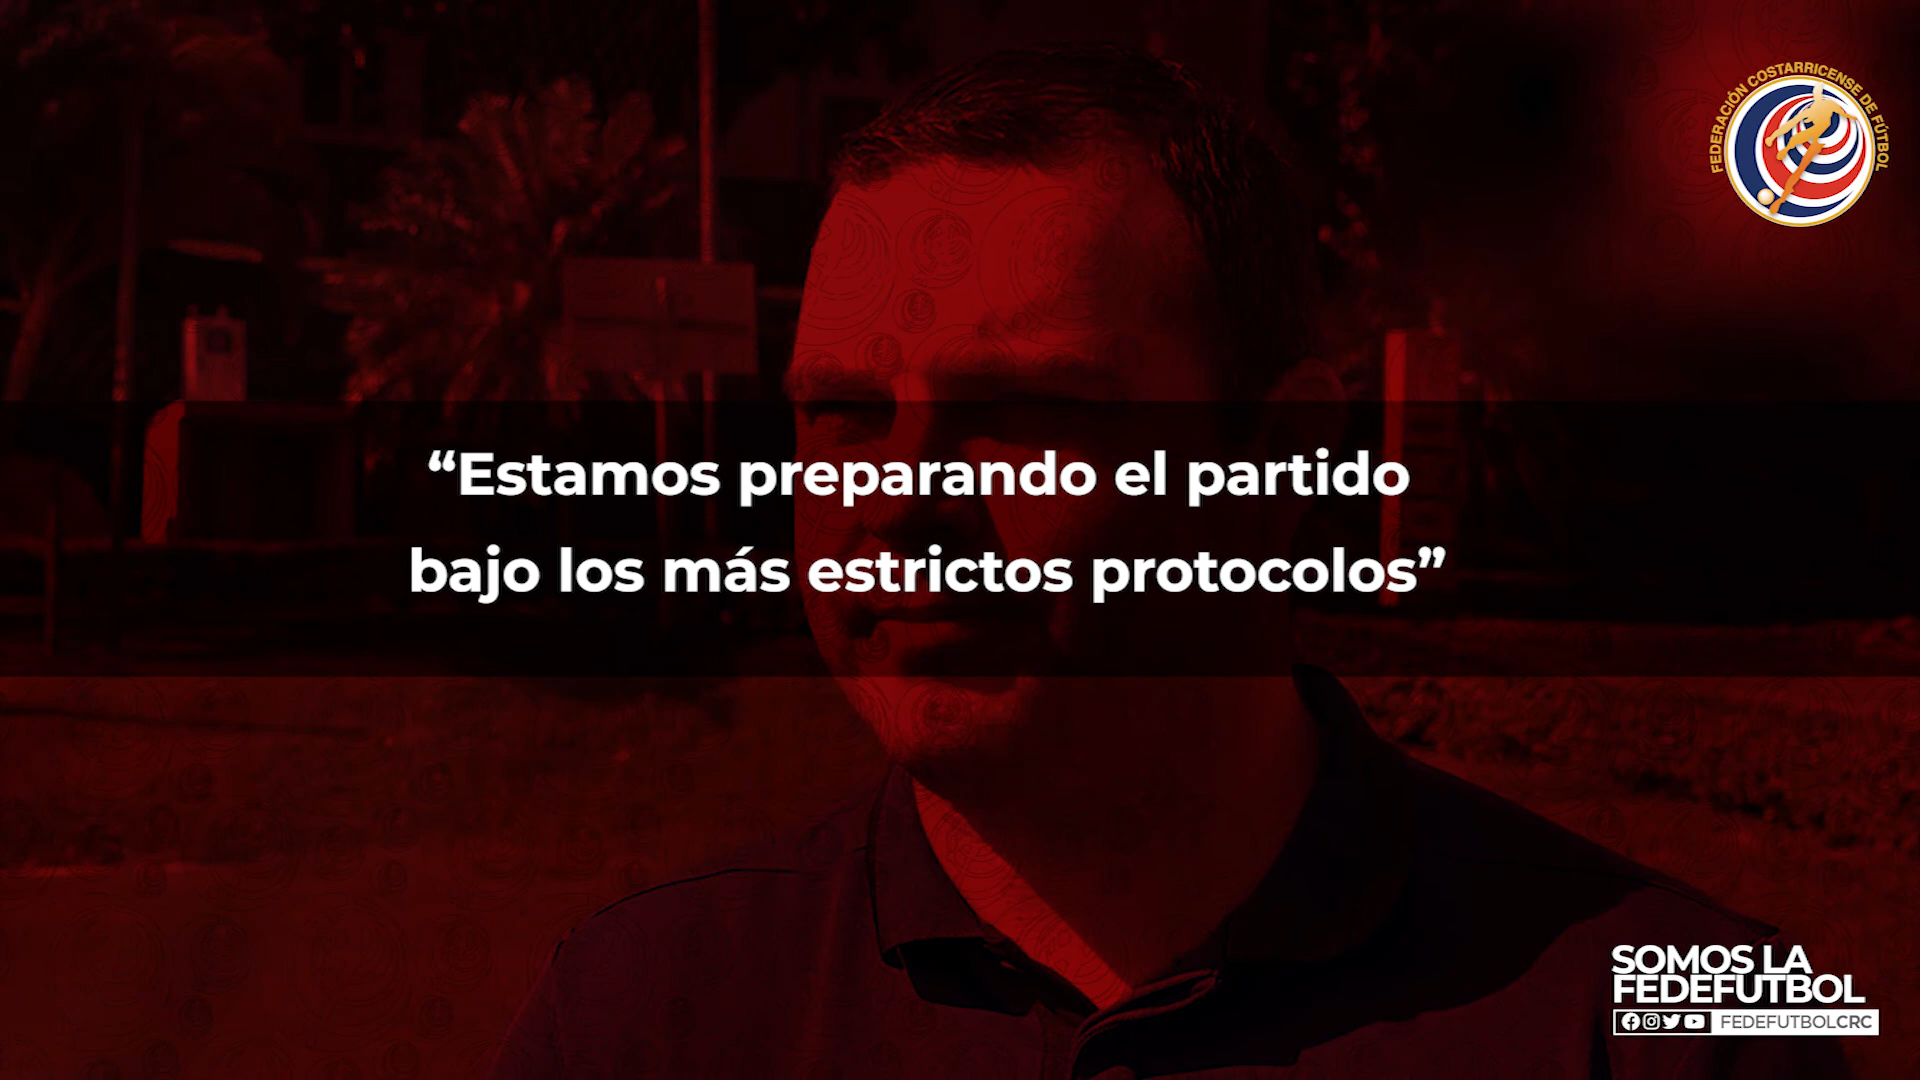 FEDERACIÓN COSTARRICENSE DE FÚTBOL
“Estamos preparando el partido
bajo los más estrictos protocolos”
SOMOS LA
FEDEFUTBOL
FEDEFUTBOLCRC